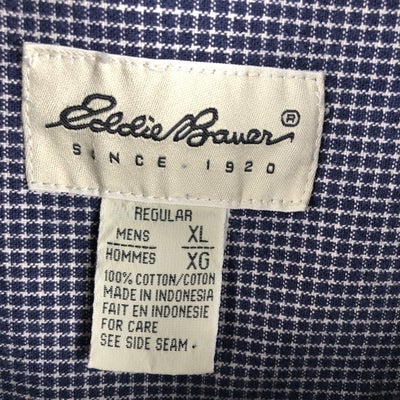 Eddie Bauer ®
SINCE · 1920
REGULAR
MENS XL
HOMMES XG
100% COTTON/COTON
MADE IN INDONESIA
FAIT EN INDONESIE
FOR CARE
SEE SIDE SEAM